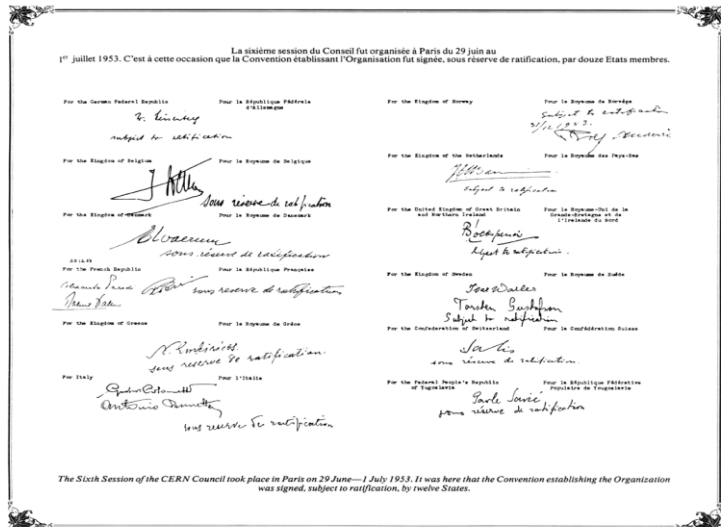 La sixième session du Conseil fut organisée à Paris du 29 juin au
1er juillet 1953. C'est à cette occasion que la Convention établissant l'Organisation fut signée, sous réserve de ratification, par douze Etats membres.
For the German Federal Republic Pour la République Fédérale
d'Allemagne
subject to ratification
For the Kingdom of Belgium Pour le Royaume de Belgique
sous réserve de ratification
For the Kingdom of Denmark Pour le Royaume de Danemark
sous réserve de ratification
For the French Republic Pour la République Française
sous reserve de ratification
For the Kingdom of Greece Pour le Royaume de Grèce
sous reserve de ratification.
For Italy Pour l'Italie
sous reserve de ratification
For the Kingdom of Norway Pour le Royaume de Norvège
Subject to ratification
31/12 1953.
For the Kingdom of the Netherlands Pour le Royaume des Pays-Bas
subject to ratification
For the United Kingdom of Great Britain Pour le Royaume-Uni de la
and Northern Ireland Grande-Bretagne et de
l'Irlande du Nord
subject to ratification.
For the Kingdom of Sweden Pour le Royaume de Suède
Torsten Gustafson
Subject to ratification
For the Confederation of Switzerland Pour la Confédération Suisse
sous réserve de ratification.
For the Federal People's Republic Pour la République Fédérative
of Yugoslavia Populaire de Yougoslavie
Pavle Savić
sous réserve de ratification
The Sixth Session of the CERN Council took place in Paris on 29 June—1 July 1953. It was here that the Convention establishing the Organization
was signed, subject to ratification, by twelve States.